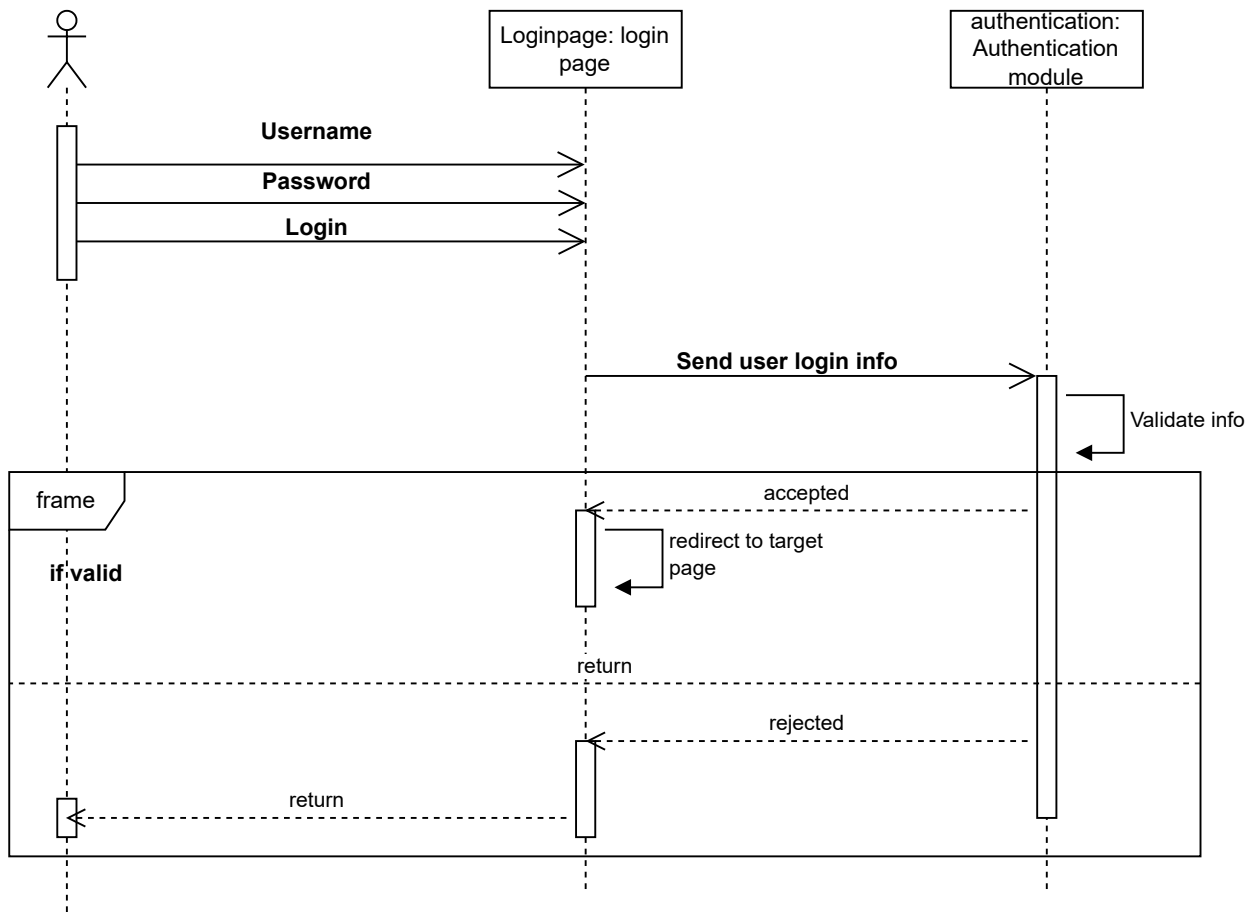 Loginpage: login
page
authentication:
Authentication
module
Username
Password
Login
Send user login info
Validate info
frame
accepted
redirect to target
page
if valid
return
rejected
return